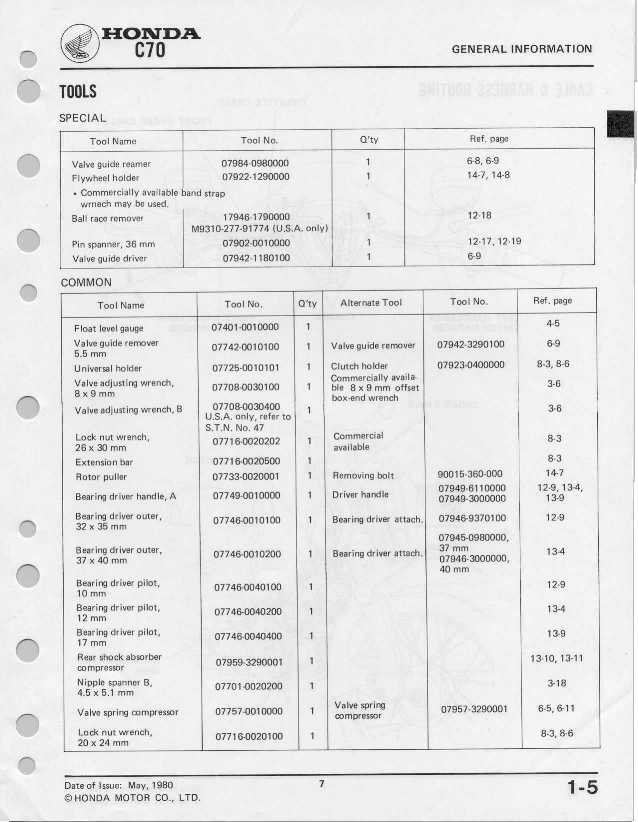 HONDA
C70
GENERAL INFORMATION
TOOLS
SPECIAL
Tool Name Tool No. Q'ty Ref. page
Valve guide reamer 07984-0980000 1 6-8, 6-9
Flywheel holder 07922-1290000 1 14-7, 14-8
• Commercially available band strap
wrnach may be used.
Ball race remover 17946-1790000 1 12-18
M9310-277-91774 (U.S.A. only)
Pin spanner, 36 mm 07902-0010000 1 12-17, 12-19
Valve guide driver 07942-1180100 1 6-9
COMMON
Tool Name Tool No. Q'ty Alternate Tool Tool No. Ref. page
Float level gauge 07401-0010000 1 4-5
Valve guide remover
5.5 mm 07742-0010100 1 Valve guide remover 07942-3290100 6-9
Universal holder 07725-0010101 1 Clutch holder 07923-0400000 8-3, 8-6
Valve adjusting wrench,
8 x 9 mm 07708-0030100 1 Commercially availa-
ble 8 x 9 mm offset
box-end wrench 3-6
Valve adjusting wrench, B 07708-0030400
U.S.A. only, refer to
S.T.N. No. 47 1 3-6
Lock nut wrench,
26 x 30 mm 07716-0020202 1 Commercial
available 8-3
Extension bar 07716-0020500 1 8-3
Rotor puller 07733-0020001 1 Removing bolt 90015-360-000 14-7
Bearing driver handle, A 07749-0010000 1 Driver handle 07949-6110000
07949-3000000 12-9, 13-4,
13-9
Bearing driver outer,
32 x 35 mm 07746-0010100 1 Bearing driver attach. 07946-9370100 12-9
Bearing driver outer,
37 x 40 mm 07746-0010200 1 Bearing driver attach. 07945-0980000,
37 mm
07946-3000000,
40 mm 13-4
Bearing driver pilot,
10 mm 07746-0040100 1 12-9
Bearing driver pilot,
12 mm 07746-0040200 1 13-4
Bearing driver pilot,
17 mm 07746-0040400 1 13-9
Rear shock absorber
compressor 07959-3290001 1 13-10, 13-11
Nipple spanner B,
4.5 x 5.1 mm 07701-0020200 1 3-18
Valve spring compressor 07757-0010000 1 Valve spring
compressor 07957-3290001 6-5, 6-11
Lock nut wrench,
20 x 24 mm 07716-0020100 1 8-3, 8-6
Date of Issue: May, 1980 7 1-5
© HONDA MOTOR CO., LTD.